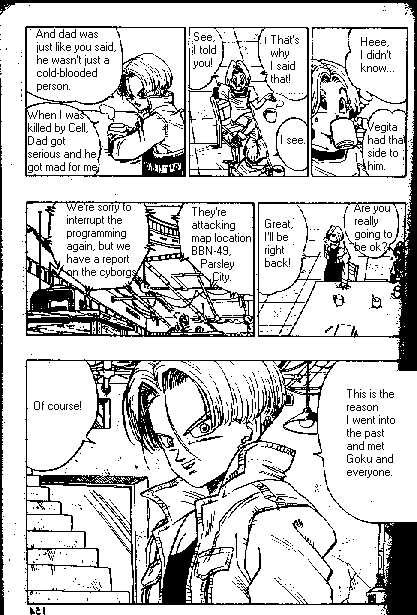 And dad was
just like you said,
he wasn't just a
cold-blooded
person.
When I was
killed by Cell,
Dad got
serious and he
got mad for me.
See,
I told
you!
That's
why
I said
that!
I see.
Heee,
I didn't
know...
Vegita
had that
side to
him.
We're sorry to
interrupt the
programming
again, but we
have a report
on the cyborgs
They're
attacking
map location
BBN-49,
Parsley
City.
Great,
I'll be
right
back!
Are you
really
going to
be ok?
Of course!
This is the
reason
I went into
the past
and met
Goku and
everyone.